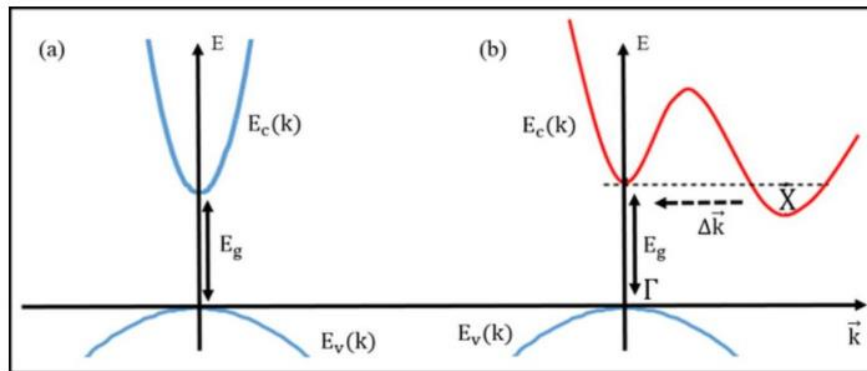 (a)
E
E_c(k)
E_g
E_v(k)
(b)
E
E_c(k)
X⃗
Δk⃗
E_g
Γ
E_v(k)
k⃗